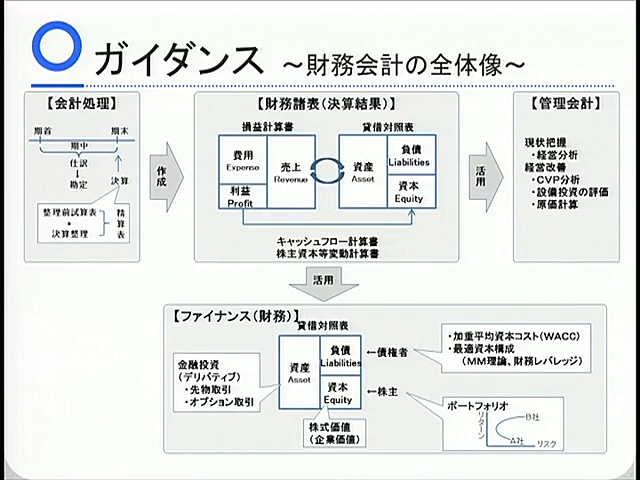 ガイダンス ～財務会計の全体像～
【会計処理】
期首 期末
期中
仕訳
勘定
決算
整理前試算表
+
決算整理
精算表
作成
【財務諸表(決算結果)】
損益計算書
費用
Expense
利益
Profit
売上
Revenue
貸借対照表
資産
Asset
負債
Liabilities
資本
Equity
キャッシュフロー計算書
株主資本等変動計算書
活用
【管理会計】
現状把握
・経営分析
経営改善
・CVP分析
・設備投資の評価
・原価計算
活用
【ファイナンス(財務)】
貸借対照表
資産
Asset
負債
Liabilities
資本
Equity
←債権者
←株主
金融投資
(デリバティブ)
・先物取引
・オプション取引
株式価値
(企業価値)
・加重平均資本コスト(WACC)
・最適資本構成
(MM理論、財務レバレッジ)
ポートフォリオ
リターン
B社
A社
リスク